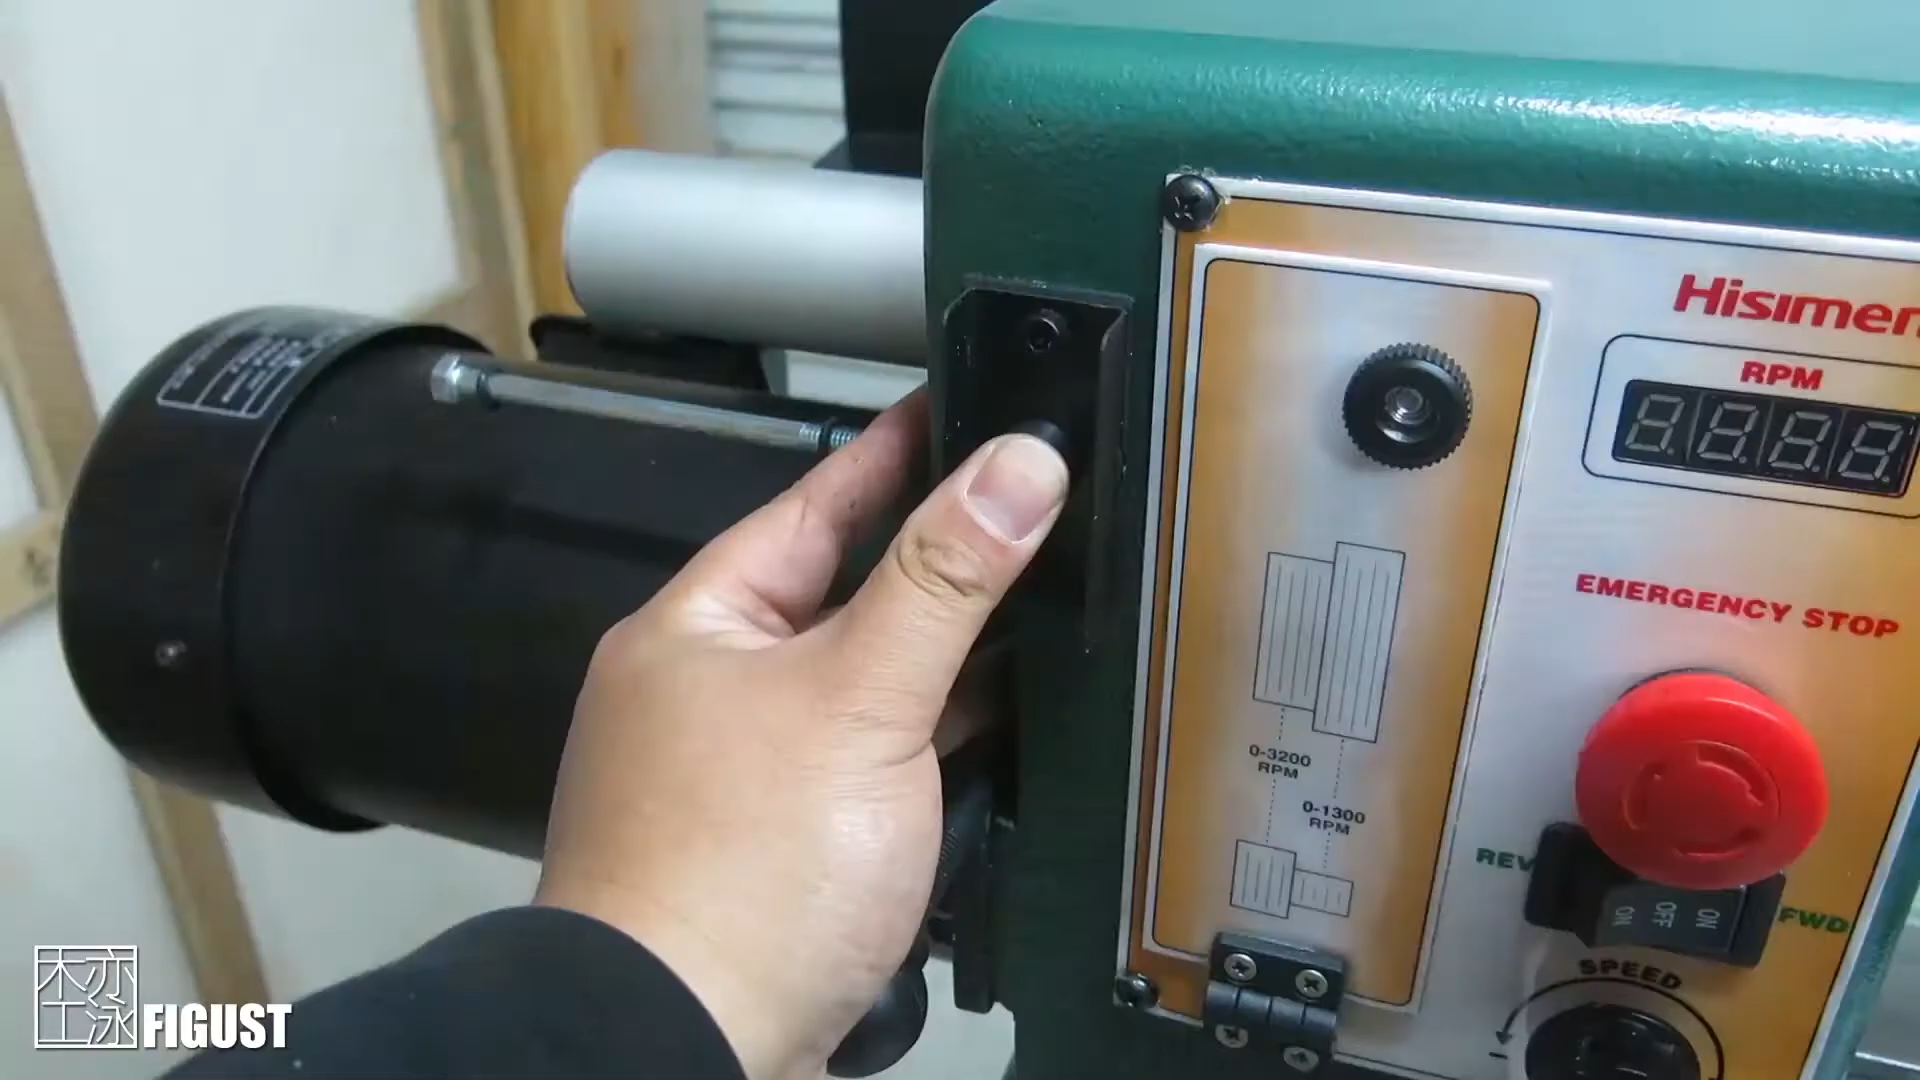 Hisimen
RPM
8.8.8.8.
EMERGENCY STOP
0-3200
RPM
0-1300
RPM
REV
ON
OFF
ON
FWD
SPEED
木亦
工泳
FIGUST